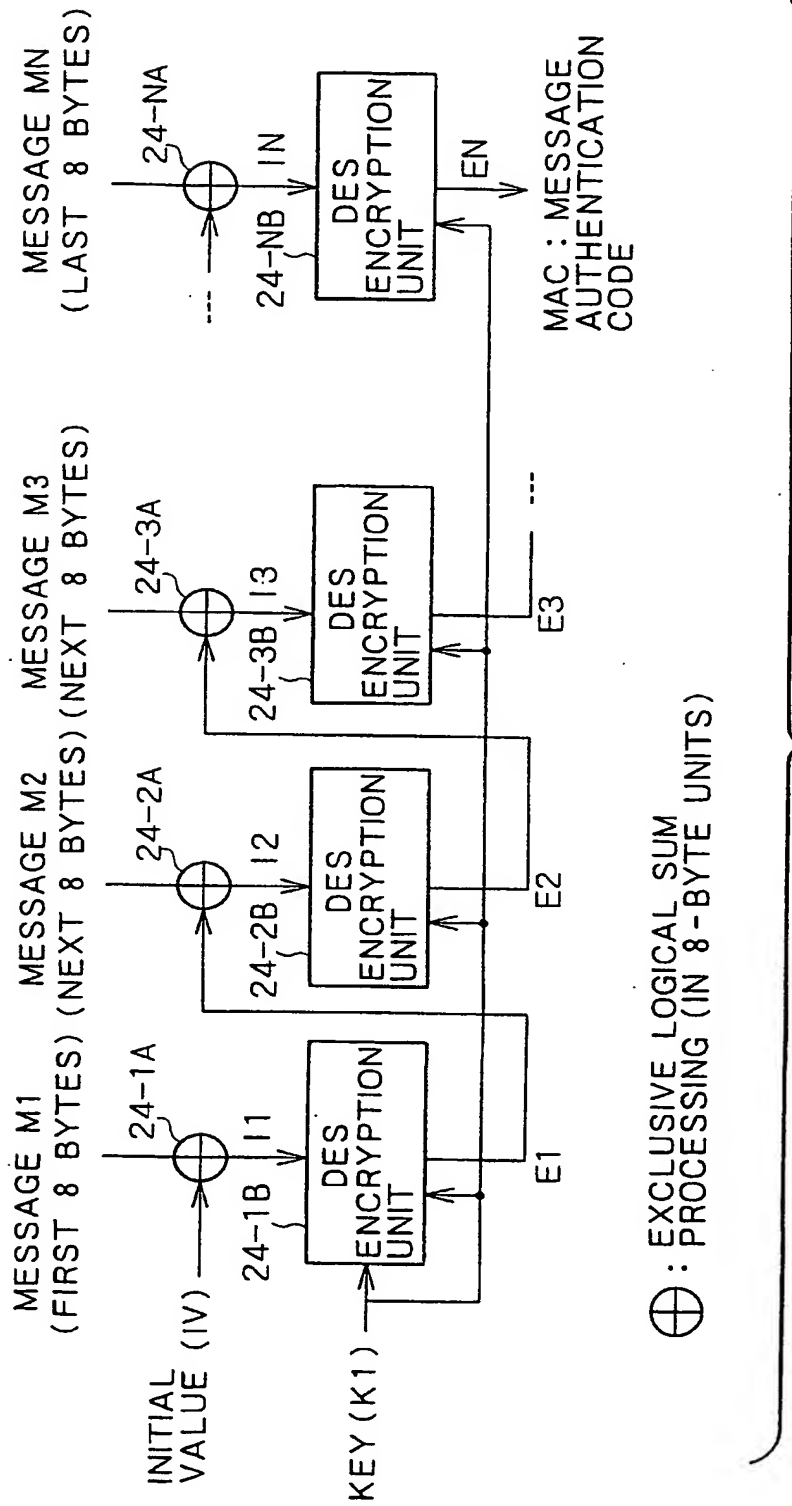 MESSAGE M1
(FIRST 8 BYTES)
MESSAGE M2
(NEXT 8 BYTES)
MESSAGE M3
(NEXT 8 BYTES)
MESSAGE MN
(LAST 8 BYTES)
24-1A
24-2A
24-3A
24-NA
INITIAL
VALUE (IV)
I1
I2
I3
---
IN
24-1B
24-2B
24-3B
24-NB
DES
ENCRYPTION
UNIT
DES
ENCRYPTION
UNIT
DES
ENCRYPTION
UNIT
DES
ENCRYPTION
UNIT
KEY (K1)
E1
E2
E3
---
EN
MAC : MESSAGE
AUTHENTICATION
CODE
⊕ : EXCLUSIVE LOGICAL SUM
PROCESSING (IN 8-BYTE UNITS)